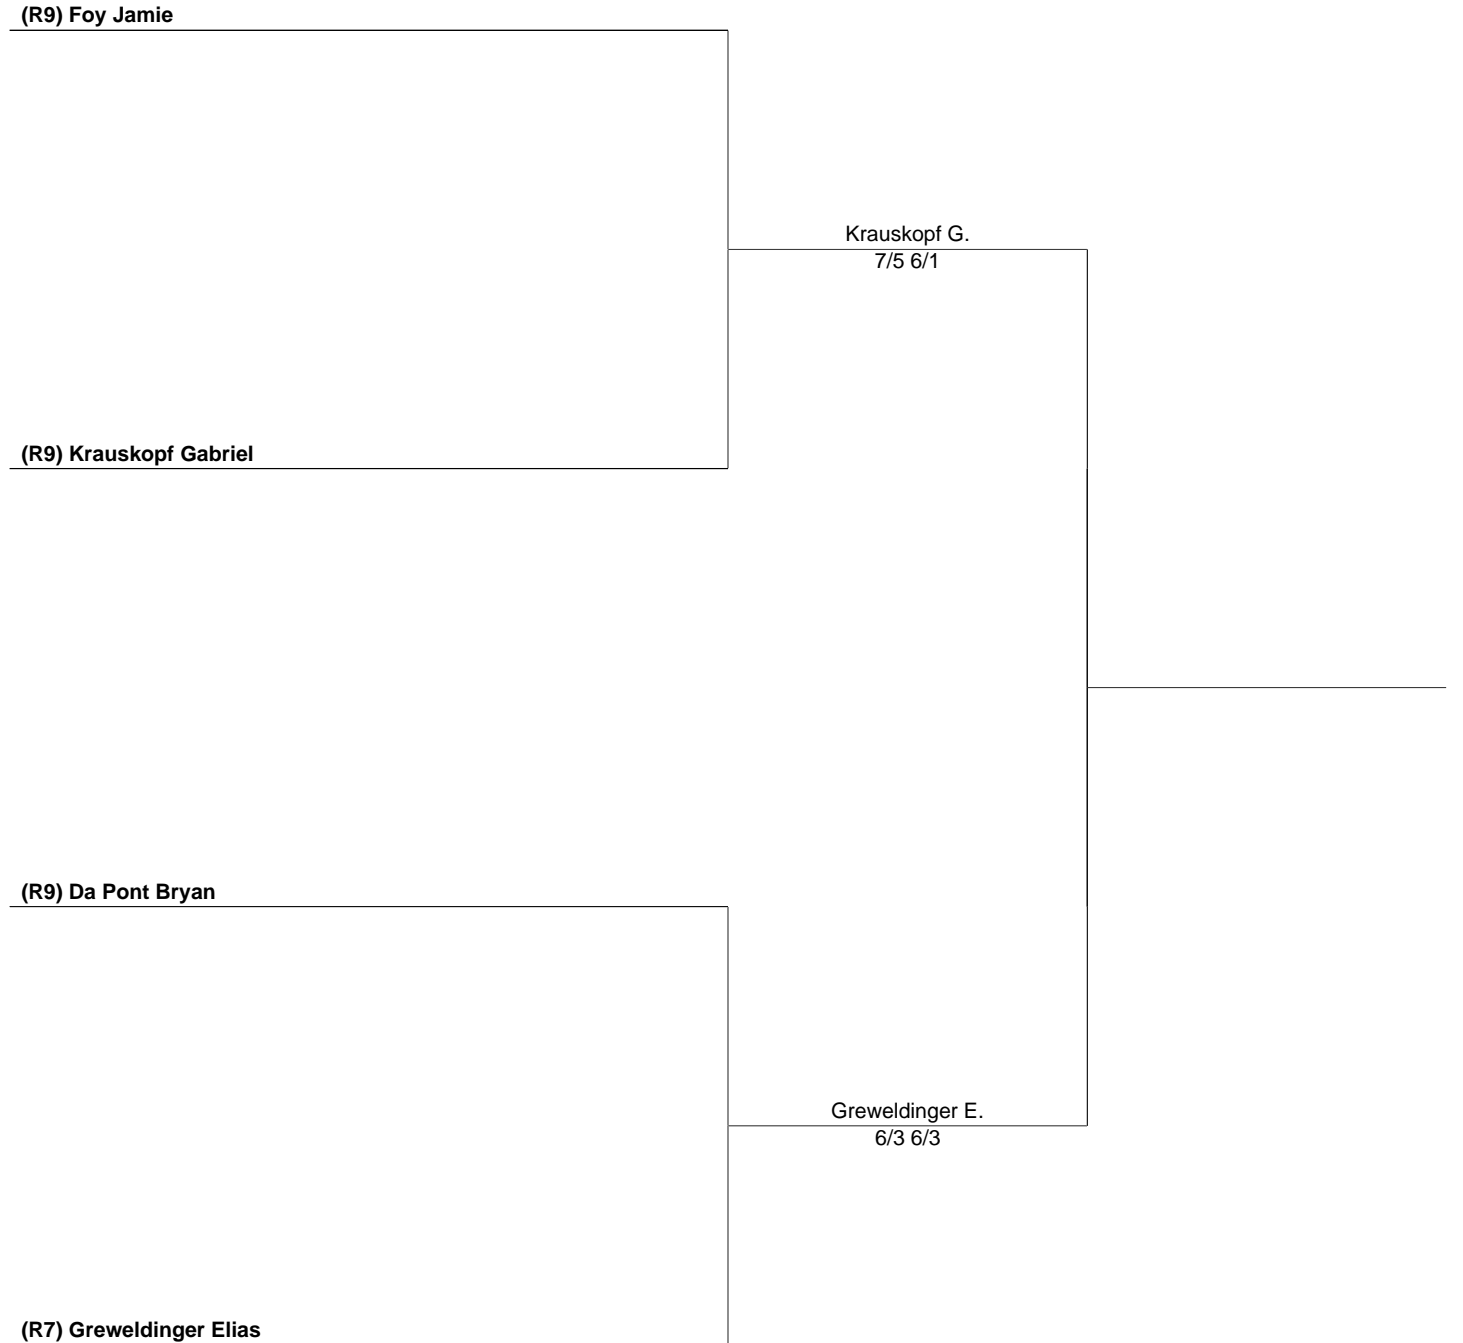 (R9) Foy Jamie
Krauskopf G.
7/5 6/1
(R9) Krauskopf Gabriel
(R9) Da Pont Bryan
Greweldinger E.
6/3 6/3
(R7) Greweldinger Elias